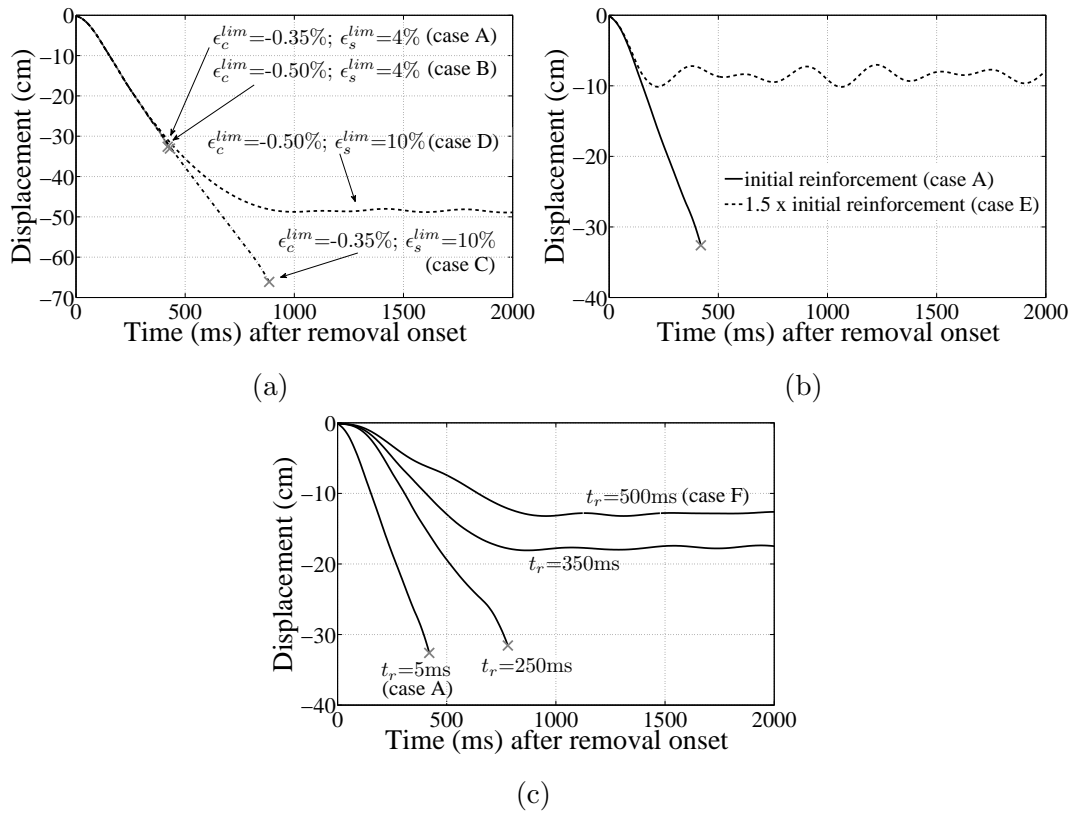 0
−10
−20
−30
−40
−50
−60
−70
Displacement (cm)
ϵ_c^{lim}=-0.35%; ϵ_s^{lim}=4% (case A)
ϵ_c^{lim}=-0.50%; ϵ_s^{lim}=4% (case B)
ϵ_c^{lim}=-0.50%; ϵ_s^{lim}=10% (case D)
ϵ_c^{lim}=-0.35%; ϵ_s^{lim}=10%
(case C)
0 500 1000 1500 2000
Time (ms) after removal onset
(a)
0
−10
−20
−30
−40
Displacement (cm)
initial reinforcement (case A)
1.5 x initial reinforcement (case E)
0 500 1000 1500 2000
Time (ms) after removal onset
(b)
0
−10
−20
−30
−40
Displacement (cm)
t_r=500ms (case F)
t_r=350ms
t_r=5ms
(case A)
t_r=250ms
0 500 1000 1500 2000
Time (ms) after removal onset
(c)